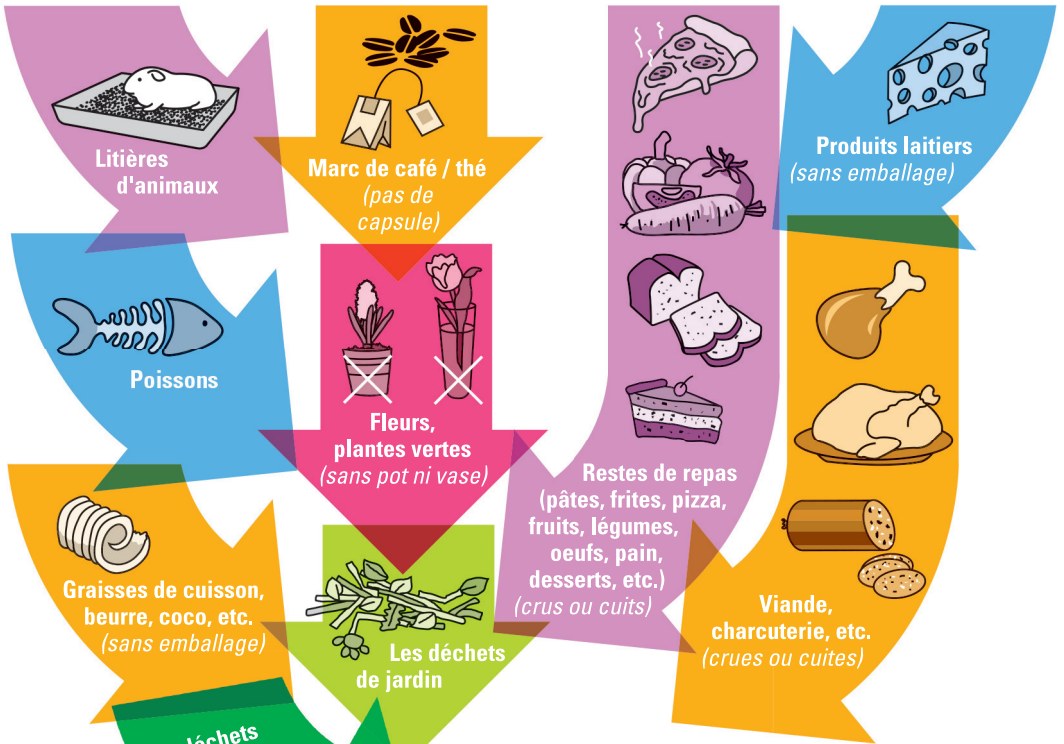 Litières
d'animaux
Marc de café / thé
(pas de
capsule)
Produits laitiers
(sans emballage)
Poissons
Fleurs,
plantes vertes
(sans pot ni vase)
Restes de repas
(pâtes, frites, pizza,
fruits, légumes,
oeufs, pain,
desserts, etc.)
(crus ou cuits)
Graisses de cuisson,
beurre, coco, etc.
(sans emballage)
Les déchets
de jardin
Viande,
charcuterie, etc.
(crues ou cuites)
déchets